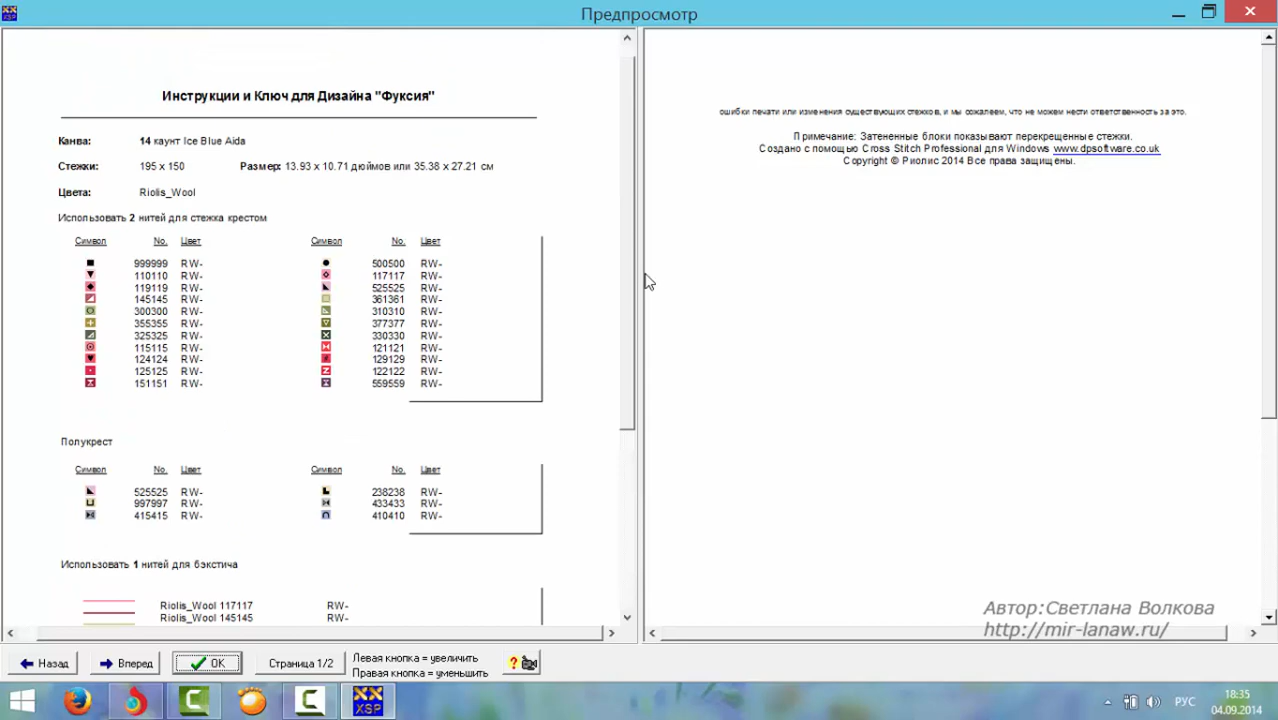 XX
XSP
Предпросмотр
Инструкции и Ключ для Дизайна "Фуксия"
Канва: 14 каунт Ice Blue Aida
Стежки: 195 x 150 Размер: 13.93 x 10.71 дюймов или 35.38 x 27.21 см
Цвета: Riolis_Wool
Использовать 2 нитей для стежка крестом
Символ No. Цвет Символ No. Цвет
999999 RW- 500500 RW-
110110 RW- 117117 RW-
119119 RW- 525525 RW-
145145 RW- 361361 RW-
300300 RW- 310310 RW-
355355 RW- 377377 RW-
325325 RW- 330330 RW-
115115 RW- 121121 RW-
124124 RW- 129129 RW-
125125 RW- 122122 RW-
151151 RW- 559559 RW-
Полукрест
Символ No. Цвет Символ No. Цвет
525525 RW- 238238 RW-
997997 RW- 433433 RW-
415415 RW- 410410 RW-
Использовать 1 нитей для бэкстича
Riolis_Wool 117117 RW-
Riolis_Wool 145145 RW-
ошибки печати или изменения существующих стежков, и мы сожалеем, что не можем нести ответственность за это.
Примечание: Затененные блоки показывают перекрещенные стежки.
Создано с помощью Cross Stitch Professional для Windows www.dpsoftware.co.uk
Copyright © Риолис 2014 Все права защищены.
Автор:Светлана Волкова
http://mir-lanaw.ru/
Назад Вперед OK Страница 1/2
Левая кнопка = увеличить
Правая кнопка = уменьшить
?
XX
XSP
РУС
18:35
04.09.2014